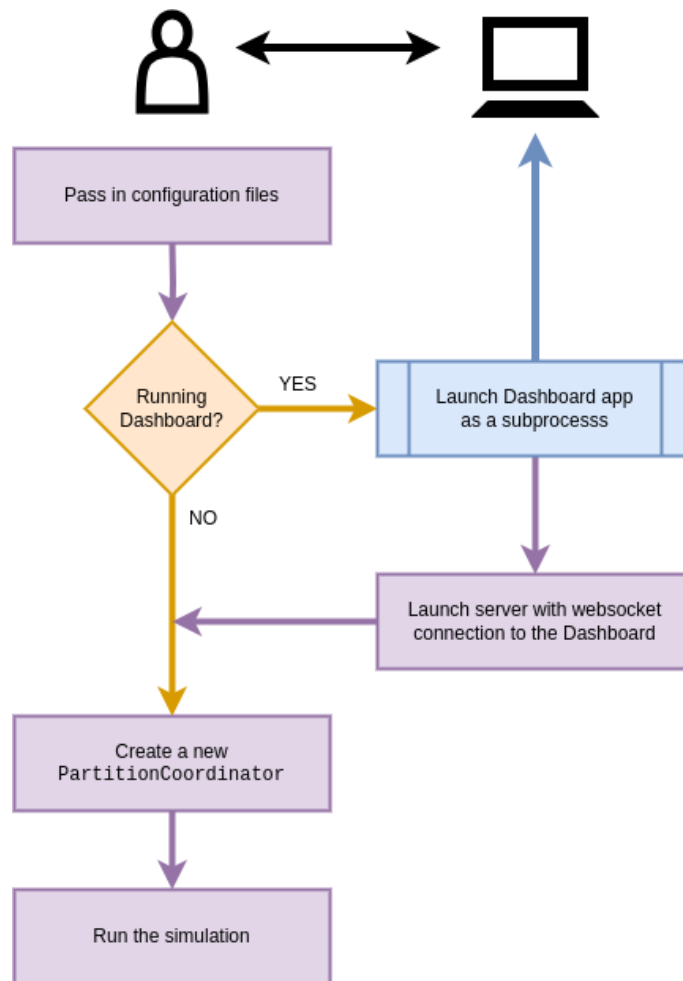 Pass in configuration files
Running
Dashboard?
YES
Launch Dashboard app
as a subprocesss
NO
Launch server with websocket
connection to the Dashboard
Create a new
PartitionCoordinator
Run the simulation